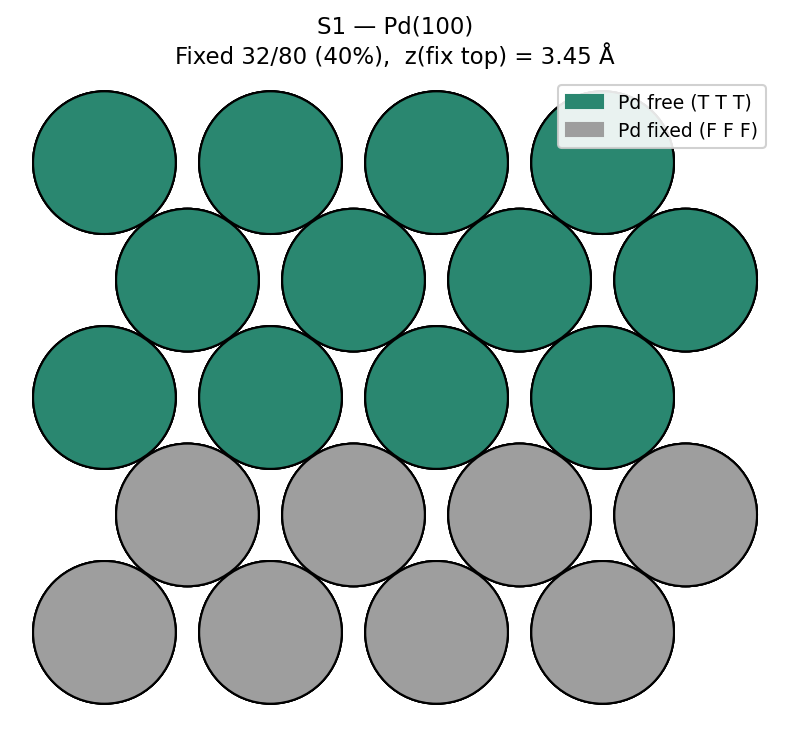 S1 — Pd(100)
Fixed 32/80 (40%),  z(fix top) = 3.45 Å
Pd free (T T T)
Pd fixed (F F F)